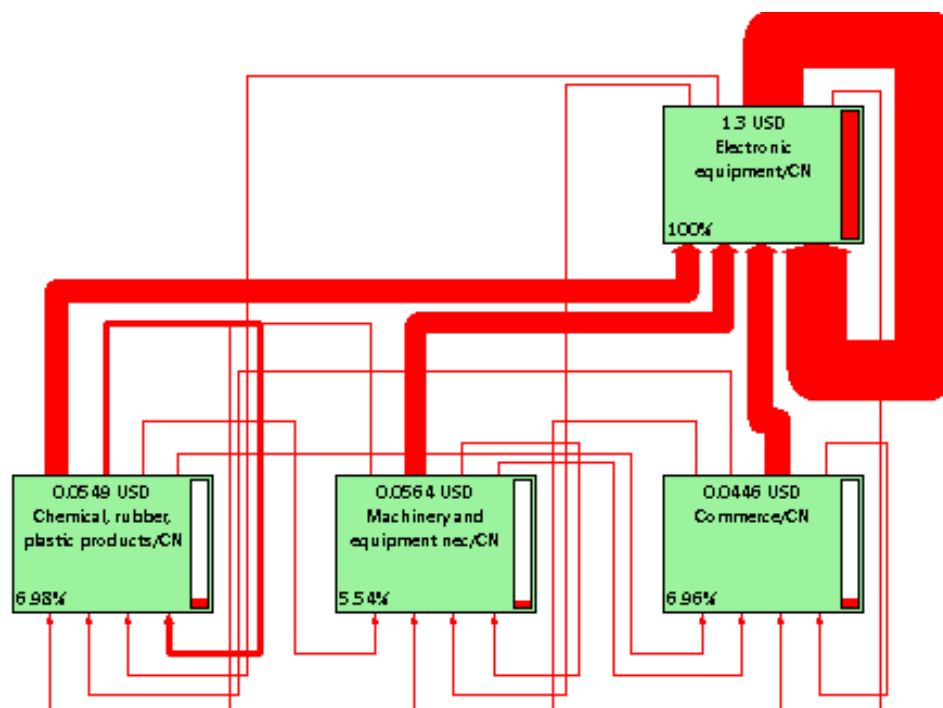 1.3 USD
Electronic
equipment/CN
100%
0.0549 USD
Chemical, rubber,
plastic products/CN
6.98%
0.0564 USD
Machinery and
equipment nec/CN
5.54%
0.0446 USD
Commerce/CN
6.96%